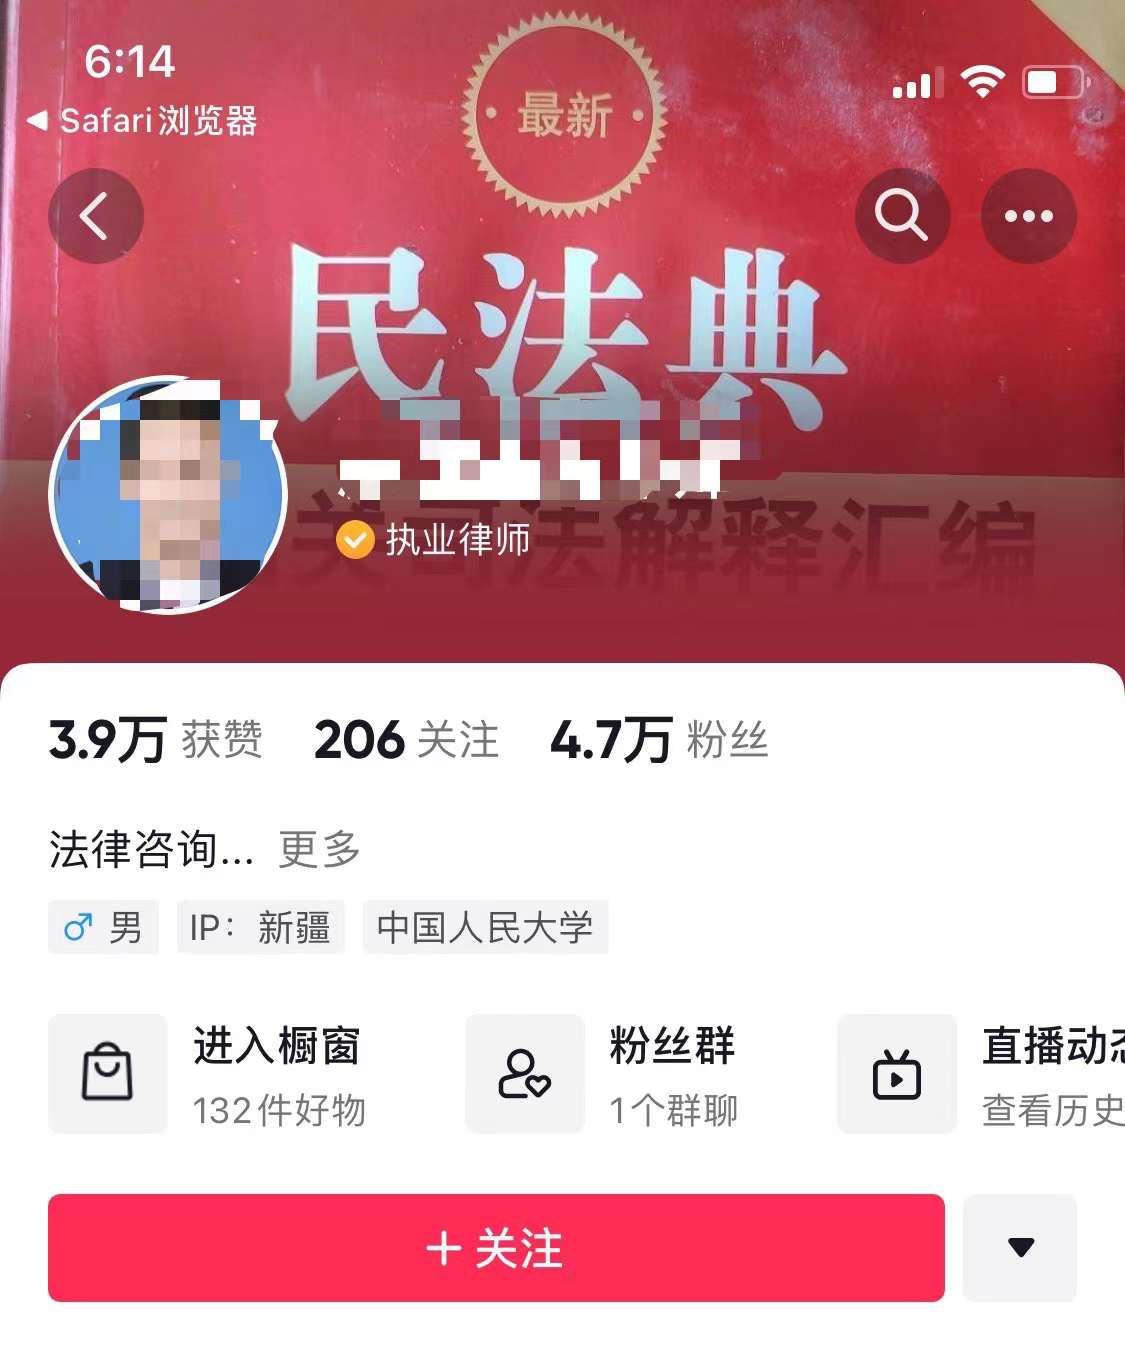 6:14
Safari浏览器
最新
民法典
执业律师
关司法解释汇编
3.9万 获赞 206 关注 4.7万 粉丝
法律咨询... 更多
男 IP：新疆 中国人民大学
进入橱窗 粉丝群 直播动态
132件好物 1个群聊 查看历史
关注